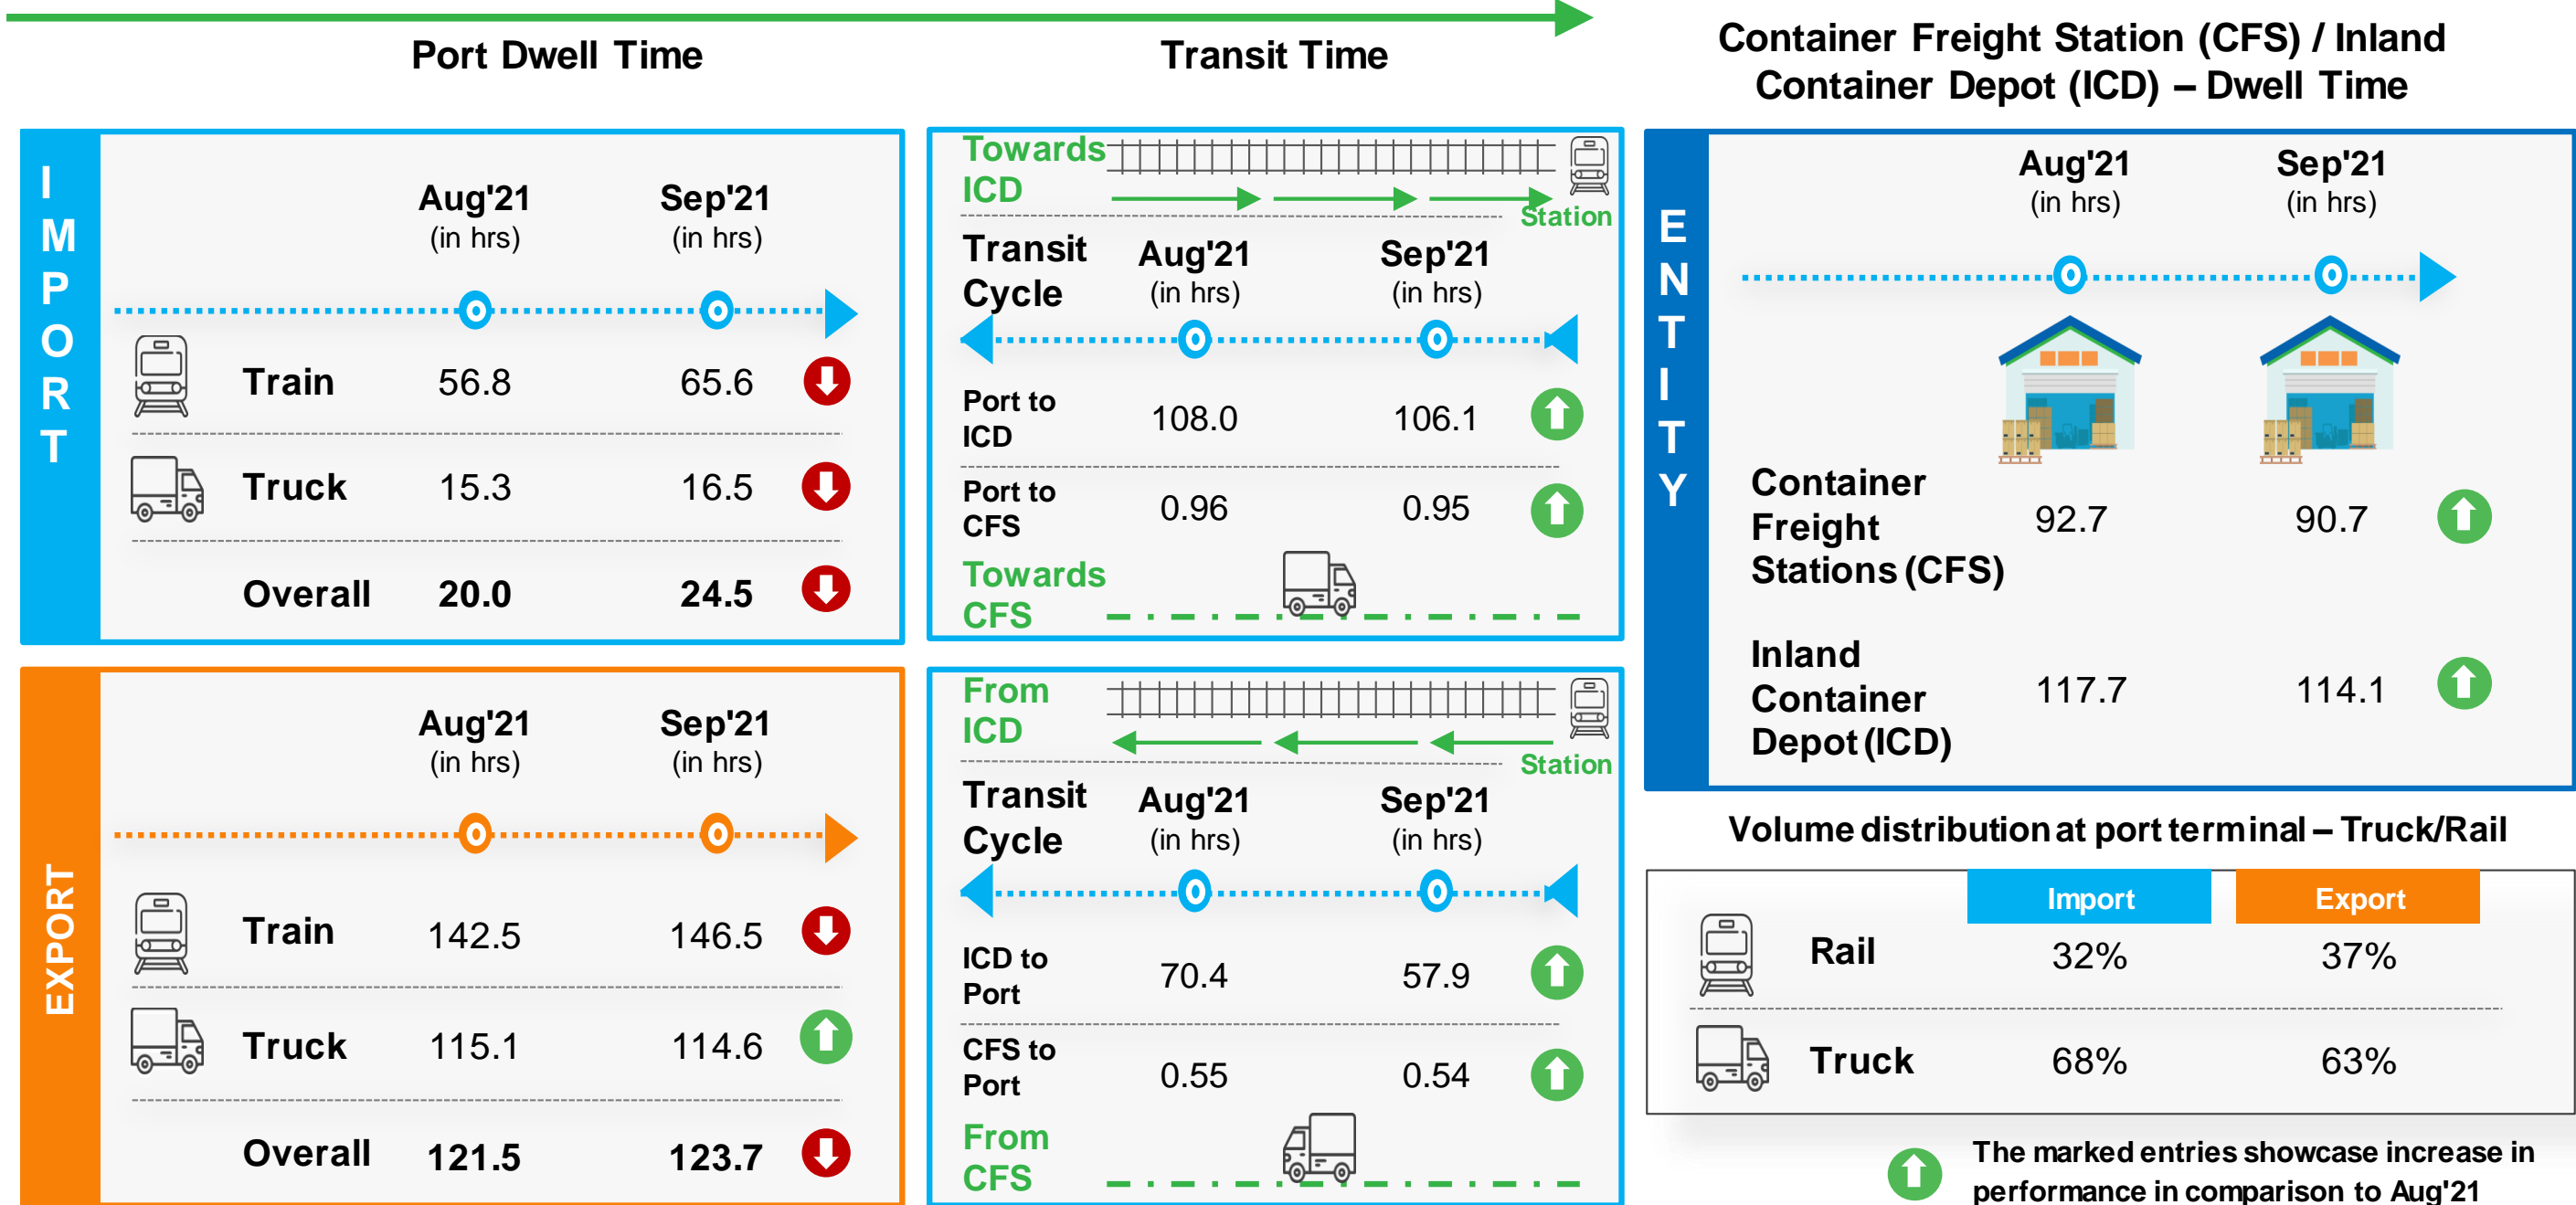 Port Dwell Time
Transit Time
Container Freight Station (CFS) / Inland
Container Depot (ICD) – Dwell Time
IMPORT
Aug'21 Sep'21
(in hrs) (in hrs)
Train 56.8 65.6
Truck 15.3 16.5
Overall 20.0 24.5
Towards
ICD
Station
Transit
Cycle
Aug'21 Sep'21
(in hrs) (in hrs)
Port to
ICD
108.0 106.1
Port to
CFS
0.96 0.95
Towards
CFS
ENTITY
Aug'21 Sep'21
(in hrs) (in hrs)
Container
Freight
Stations (CFS)
92.7 90.7
Inland
Container
Depot (ICD)
117.7 114.1
EXPORT
Aug'21 Sep'21
(in hrs) (in hrs)
Train 142.5 146.5
Truck 115.1 114.6
Overall 121.5 123.7
From
ICD
Station
Transit
Cycle
Aug'21 Sep'21
(in hrs) (in hrs)
ICD to
Port
70.4 57.9
CFS to
Port
0.55 0.54
From
CFS
Volume distribution at port terminal – Truck/Rail
Import Export
Rail 32% 37%
Truck 68% 63%
The marked entries showcase increase in
performance in comparison to Aug'21